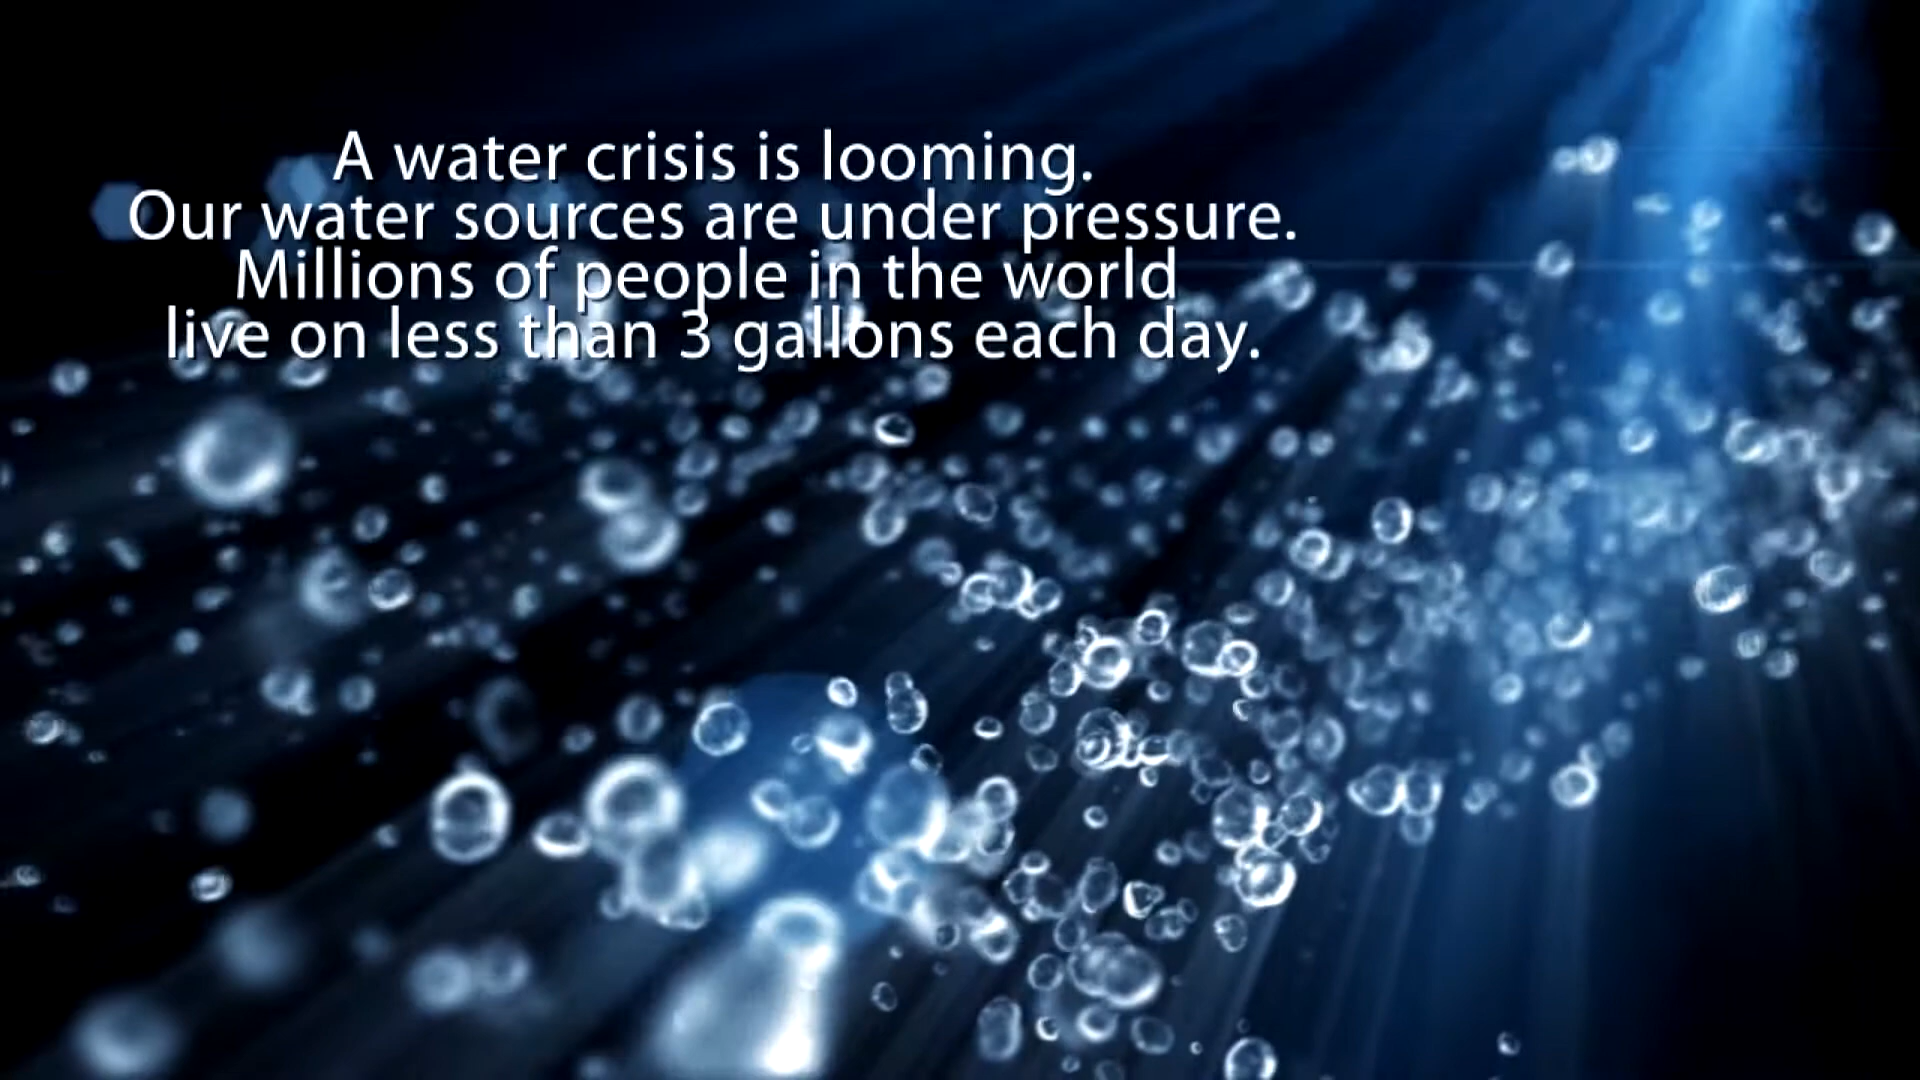 A water crisis is looming.
Our water sources are under pressure.
Millions of people in the world
live on less than 3 gallons each day.